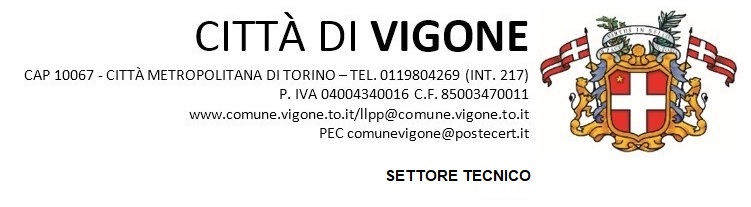 CITTÀ DI VIGONE
CAP 10067 - CITTÀ METROPOLITANA DI TORINO – TEL. 0119804269 (INT. 217)
P. IVA 04004340016 C.F. 85003470011
www.comune.vigone.to.it/llpp@comune.vigone.to.it
PEC comunevigone@postecert.it
SETTORE TECNICO